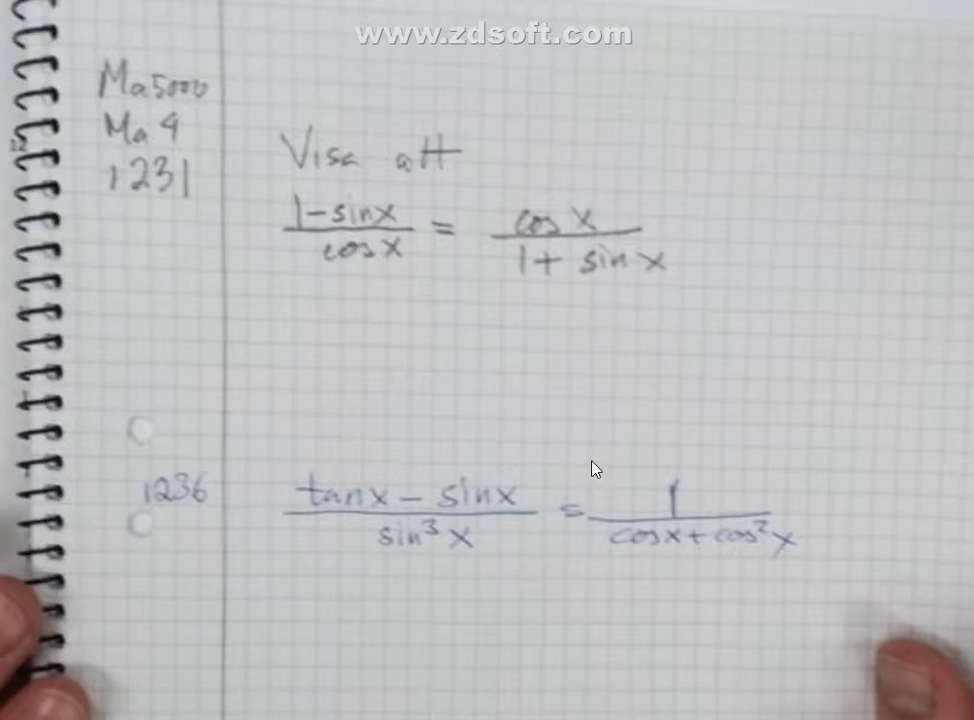 www.zdsoft.com
Ma5000
Ma 4
1231
Visa att
1-sinx / cosx = cosx / 1+ sinx
1236
tanx - sinx / sin³x = 1 / cosx+cos²x